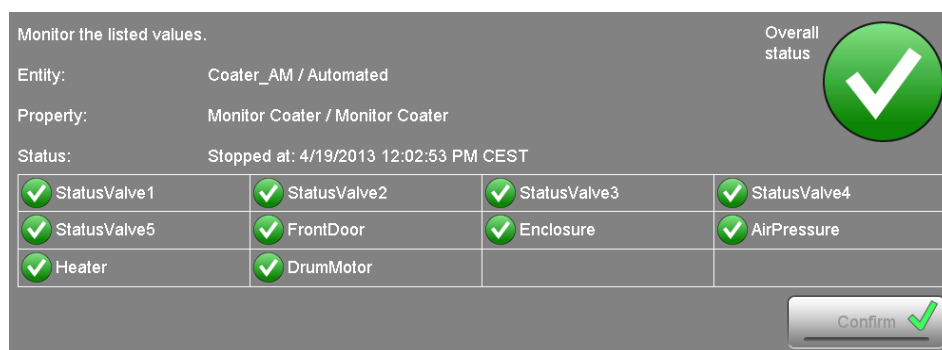 Monitor the listed values.
Overall
status
Entity: Coater_AM / Automated
Property: Monitor Coater / Monitor Coater
Status: Stopped at: 4/19/2013 12:02:53 PM CEST
StatusValve1 StatusValve2 StatusValve3 StatusValve4
StatusValve5 FrontDoor Enclosure AirPressure
Heater DrumMotor
Confirm